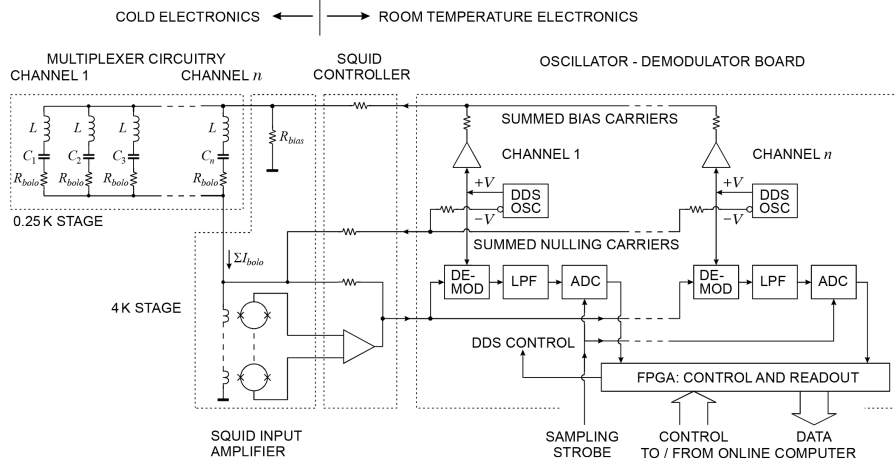 COLD ELECTRONICS
ROOM TEMPERATURE ELECTRONICS
MULTIPLEXER CIRCUITRY
CHANNEL 1
CHANNEL n
SQUID
CONTROLLER
OSCILLATOR - DEMODULATOR BOARD
L L L L
C1 C2 C3 Cn
Rbolo Rbolo Rbolo Rbolo
Rbias
SUMMED BIAS CARRIERS
CHANNEL 1
CHANNEL n
+V
DDS
OSC
−V
+V
DDS
OSC
−V
0.25 K STAGE
SUMMED NULLING CARRIERS
ΣIbolo
4 K STAGE
DE-
MOD
LPF
ADC
DE-
MOD
LPF
ADC
DDS CONTROL
FPGA: CONTROL AND READOUT
SQUID INPUT
AMPLIFIER
SAMPLING
STROBE
CONTROL
TO / FROM ONLINE COMPUTER
DATA